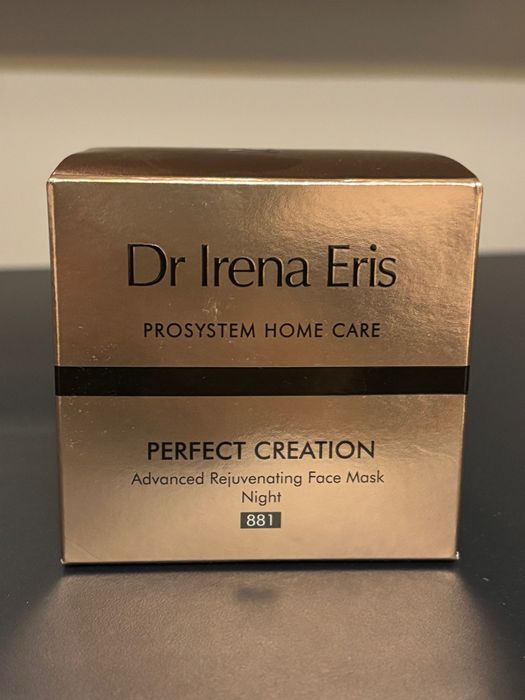 Dr Irena Eris
PROSYSTEM HOME CARE
PERFECT CREATION
Advanced Rejuvenating Face Mask
Night
881